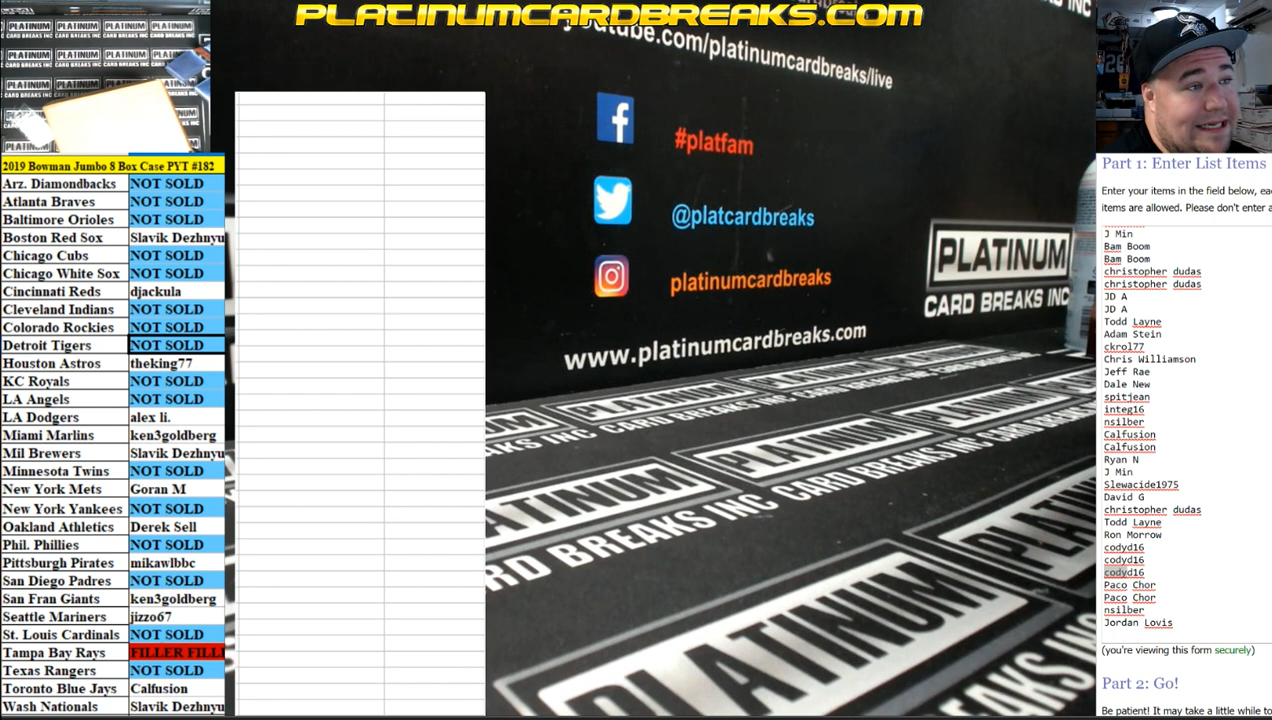 PLATINUMCARDBREAKS.COM
youtube.com/platinumcardbreaks/live
#platfam
@platcardbreaks
platinumcardbreaks
www.platinumcardbreaks.com
PLATINUM
CARD BREAKS INC
2019 Bowman Jumbo 8 Box Case PYT #182
Arz. Diamondbacks NOT SOLD
Atlanta Braves NOT SOLD
Baltimore Orioles NOT SOLD
Boston Red Sox Slavik Dezhnyu
Chicago Cubs NOT SOLD
Chicago White Sox NOT SOLD
Cincinnati Reds djackula
Cleveland Indians NOT SOLD
Colorado Rockies NOT SOLD
Detroit Tigers NOT SOLD
Houston Astros theking77
KC Royals NOT SOLD
LA Angels NOT SOLD
LA Dodgers alex li.
Miami Marlins ken3goldberg
Mil Brewers Slavik Dezhnyu
Minnesota Twins NOT SOLD
New York Mets Goran M
New York Yankees NOT SOLD
Oakland Athletics Derek Sell
Phil. Phillies NOT SOLD
Pittsburgh Pirates mikawlbbc
San Diego Padres NOT SOLD
San Fran Giants ken3goldberg
Seattle Mariners jizzo67
St. Louis Cardinals NOT SOLD
Tampa Bay Rays FILLER FILL
Texas Rangers NOT SOLD
Toronto Blue Jays Calfusion
Wash Nationals Slavik Dezhnyu
Part 1: Enter List Items
Enter your items in the field below, ea
items are allowed. Please don't enter a
J Min
Bam Boom
Bam Boom
christopher dudas
christopher dudas
JD A
JD A
Todd Layne
Adam Stein
ckrol77
Chris Williamson
Jeff Rae
Dale New
spitjean
integ16
nsilber
Calfusion
Calfusion
Ryan N
J Min
Slewacide1975
David G
christopher dudas
Todd Layne
Ron Morrow
codyd16
codyd16
codyd16
Paco Chor
Paco Chor
nsilber
Jordan Lovis
(you're viewing this form securely)
Part 2: Go!
Be patient! It may take a little while to